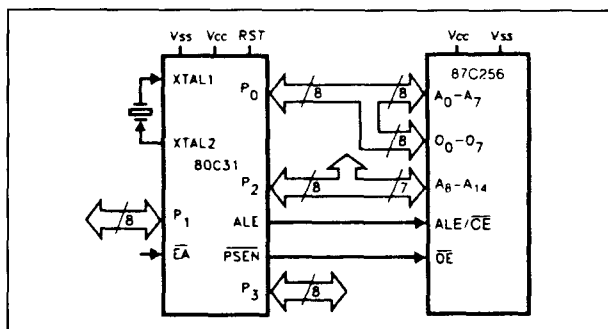 Vss Vcc RST
Vcc Vss
XTAL1
XTAL2
80C31
P0
P2
P1
ALE
EA
PSEN
P3
8
8
8
8
7
8
8
87C256
A0-A7
O0-O7
A8-A14
ALE/CE
OE